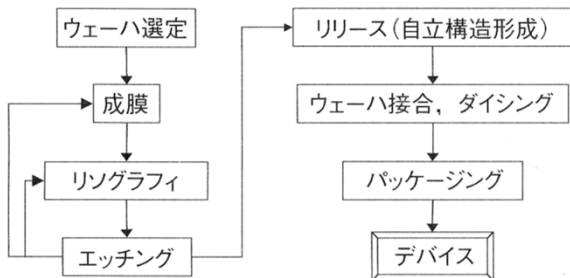 ウェーハ選定
成膜
リソグラフィ
エッチング
リリース（自立構造形成）
ウェーハ接合，ダイシング
パッケージング
デバイス